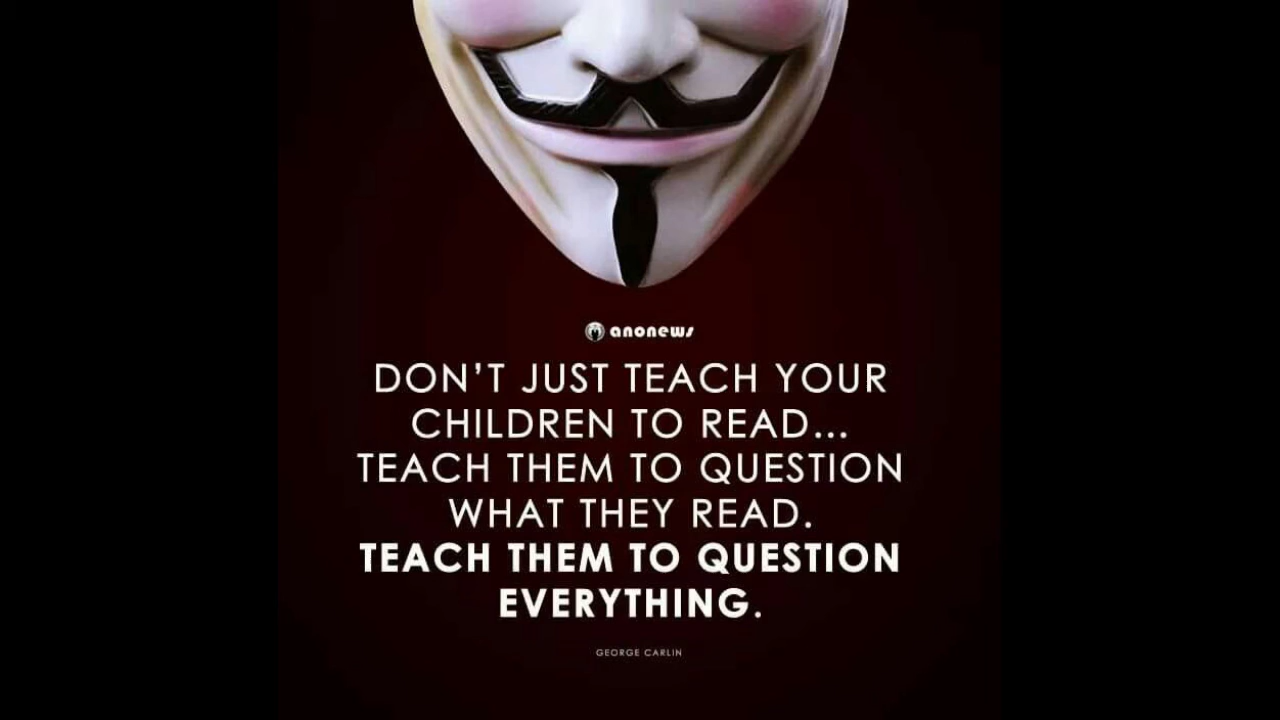 anonews
DON'T JUST TEACH YOUR
CHILDREN TO READ...
TEACH THEM TO QUESTION
WHAT THEY READ.
TEACH THEM TO QUESTION
EVERYTHING.
GEORGE CARLIN